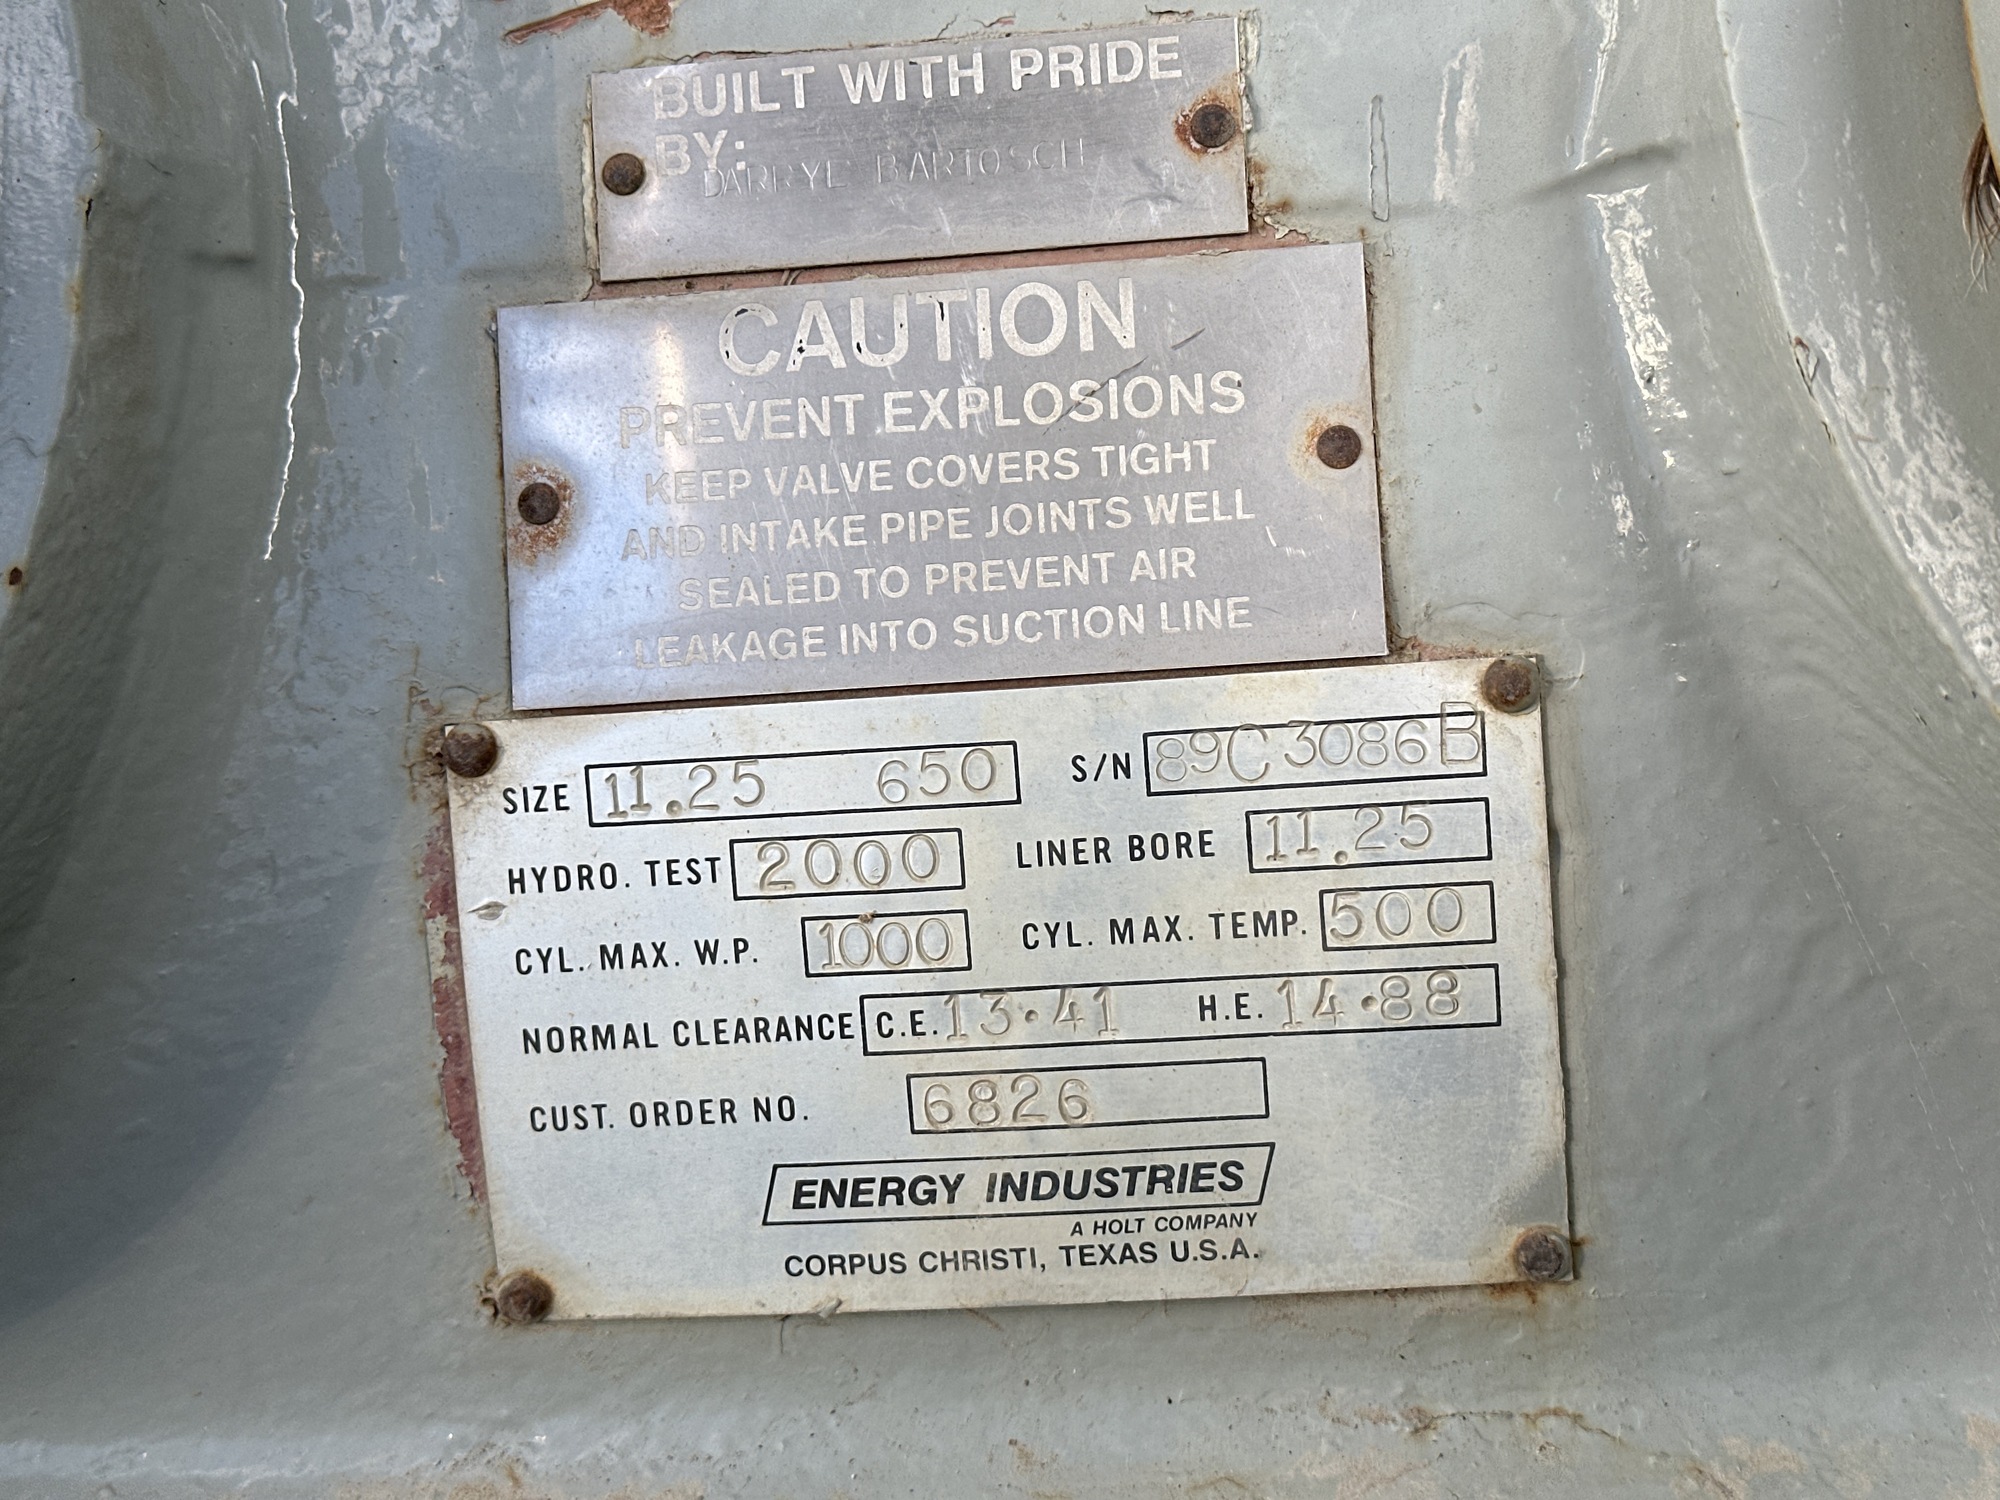 BUILT WITH PRIDE
BY:
DARRYL BARTOSCH
CAUTION
PREVENT EXPLOSIONS
KEEP VALVE COVERS TIGHT
AND INTAKE PIPE JOINTS WELL
SEALED TO PREVENT AIR
LEAKAGE INTO SUCTION LINE
SIZE 11.25 650 S/N 89C3086B
HYDRO. TEST 2000 LINER BORE 11.25
CYL. MAX. W.P. 1000 CYL. MAX. TEMP. 500
NORMAL CLEARANCE C.E. 13.41 H.E. 14.88
CUST. ORDER NO. 6826
ENERGY INDUSTRIES
A HOLT COMPANY
CORPUS CHRISTI, TEXAS U.S.A.